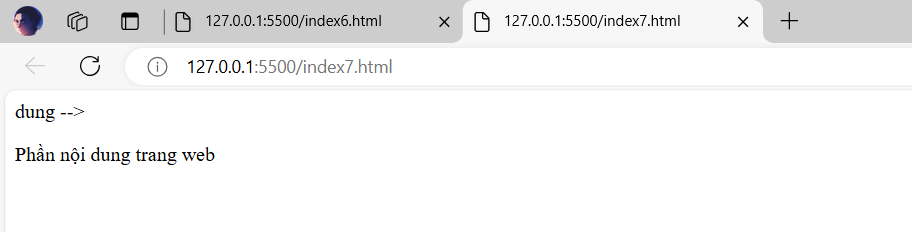 127.0.0.1:5500/index6.html
127.0.0.1:5500/index7.html
127.0.0.1:5500/index7.html
dung -->
Phần nội dung trang web